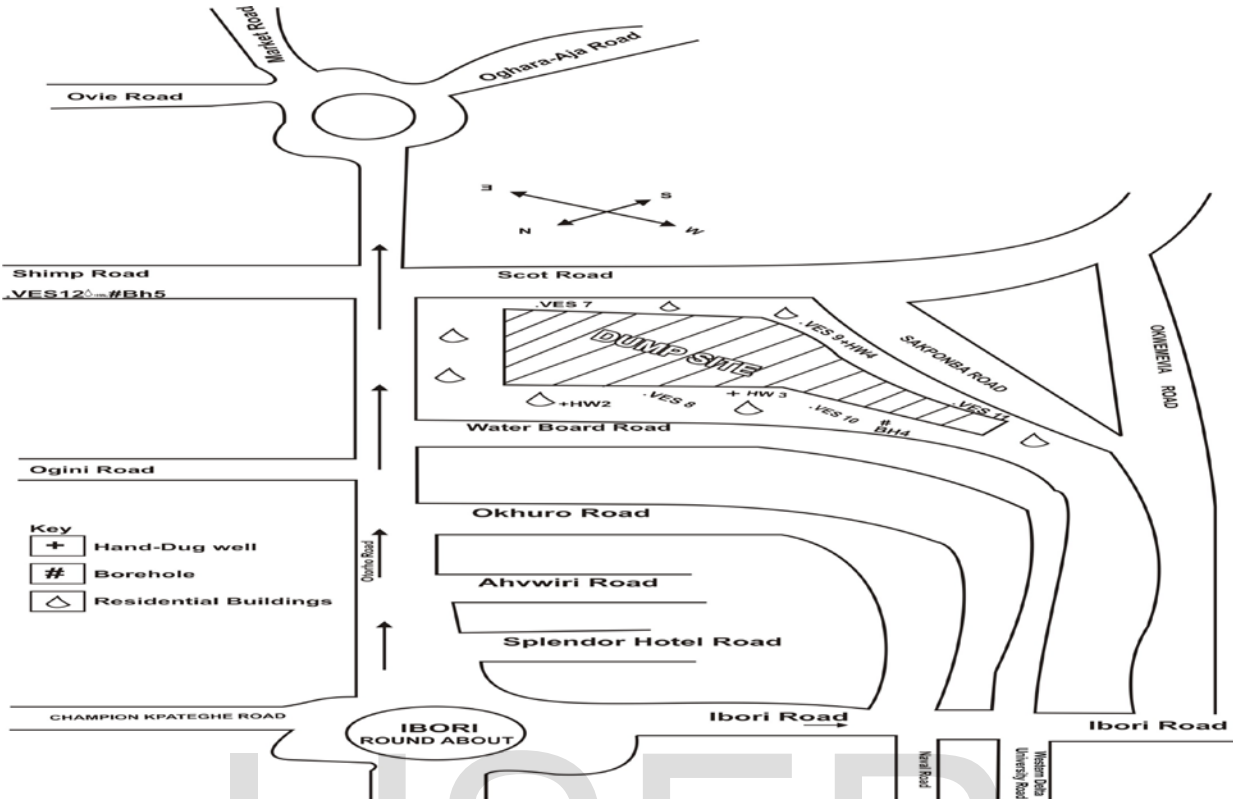 Market Road
Oghara-Aja Road
Ovie Road
E
S
N
W
Shimp Road
Scot Road
.VES12 #Bh5
.VES 7
.VES 9+HW4
DUMP SITE
SAKPONBA ROAD
OKWEMEVIA ROAD
+HW2
.VES 8
+ HW 3
.VES 10
#
BH4
.VES 11
Water Board Road
Ogini Road
Okhuro Road
Key
+ Hand-Dug well
# Borehole
Residential Buildings
Otorho Road
Ahvwiri Road
Splendor Hotel Road
CHAMPION KPATEGHE ROAD
IBORI
ROUND ABOUT
Ibori Road
Ibori Road
Naval Road
Western Delta
University Road